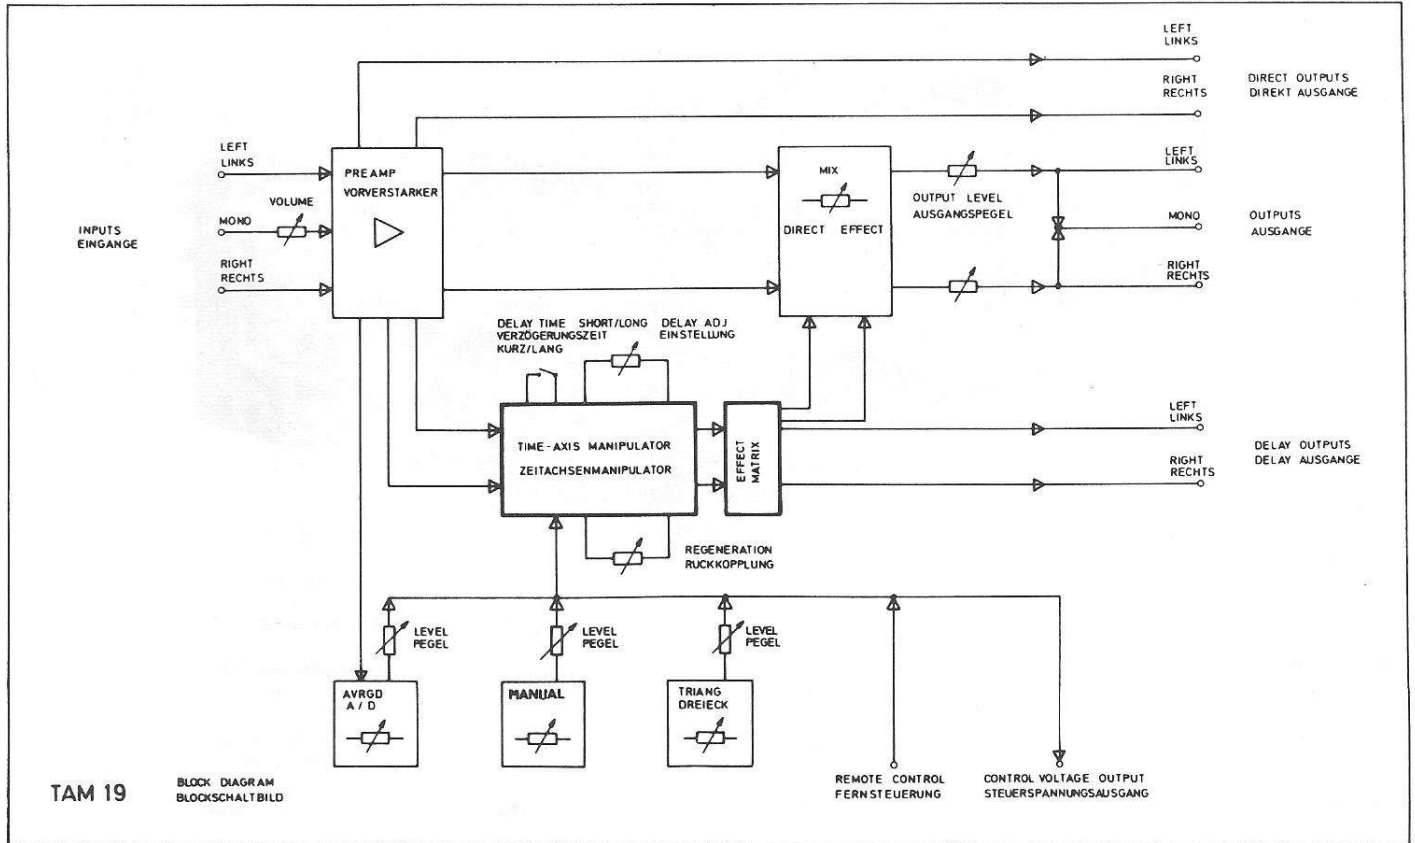 LEFT
LINKS
RIGHT
RECHTS
DIRECT OUTPUTS
DIREKT AUSGANGE
LEFT
LINKS
VOLUME
MONO
RIGHT
RECHTS
INPUTS
EINGANGE
PREAMP
VORVERSTARKER
MIX
DIRECT EFFECT
OUTPUT LEVEL
AUSGANGSPEGEL
LEFT
LINKS
MONO
RIGHT
RECHTS
OUTPUTS
AUSGANGE
DELAY TIME SHORT/LONG
VERZÖGERUNGSZEIT
KURZ/LANG
DELAY ADJ
EINSTELLUNG
TIME-AXIS MANIPULATOR
ZEITACHSENMANIPULATOR
EFFECT
MATRIX
LEFT
LINKS
RIGHT
RECHTS
DELAY OUTPUTS
DELAY AUSGANGE
REGENERATION
RUCKKOPPLUNG
LEVEL
PEGEL
LEVEL
PEGEL
LEVEL
PEGEL
AVRGD
A/D
MANUAL
TRIANG
DREIECK
REMOTE CONTROL
FERNSTEUERUNG
CONTROL VOLTAGE OUTPUT
STEUERSPANNUNGSAUSGANG
TAM 19
BLOCK DIAGRAM
BLOCKSCHALTBILD